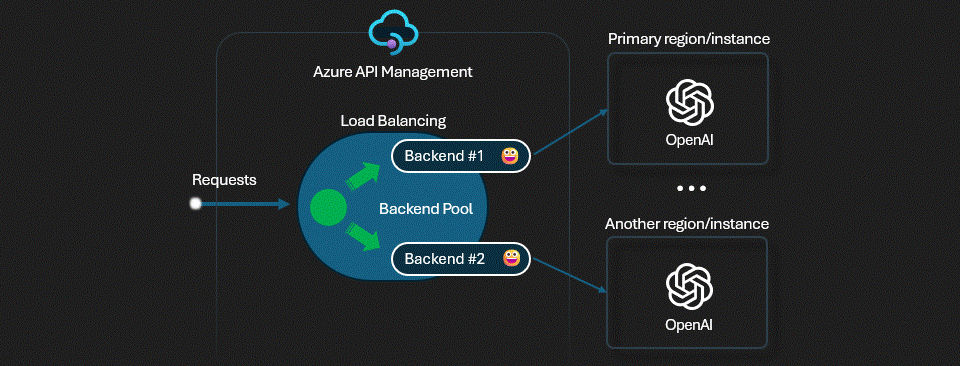 Azure API Management
Load Balancing
Requests
Backend #1
Backend Pool
Backend #2
Primary region/instance
OpenAI
...
Another region/instance
OpenAI